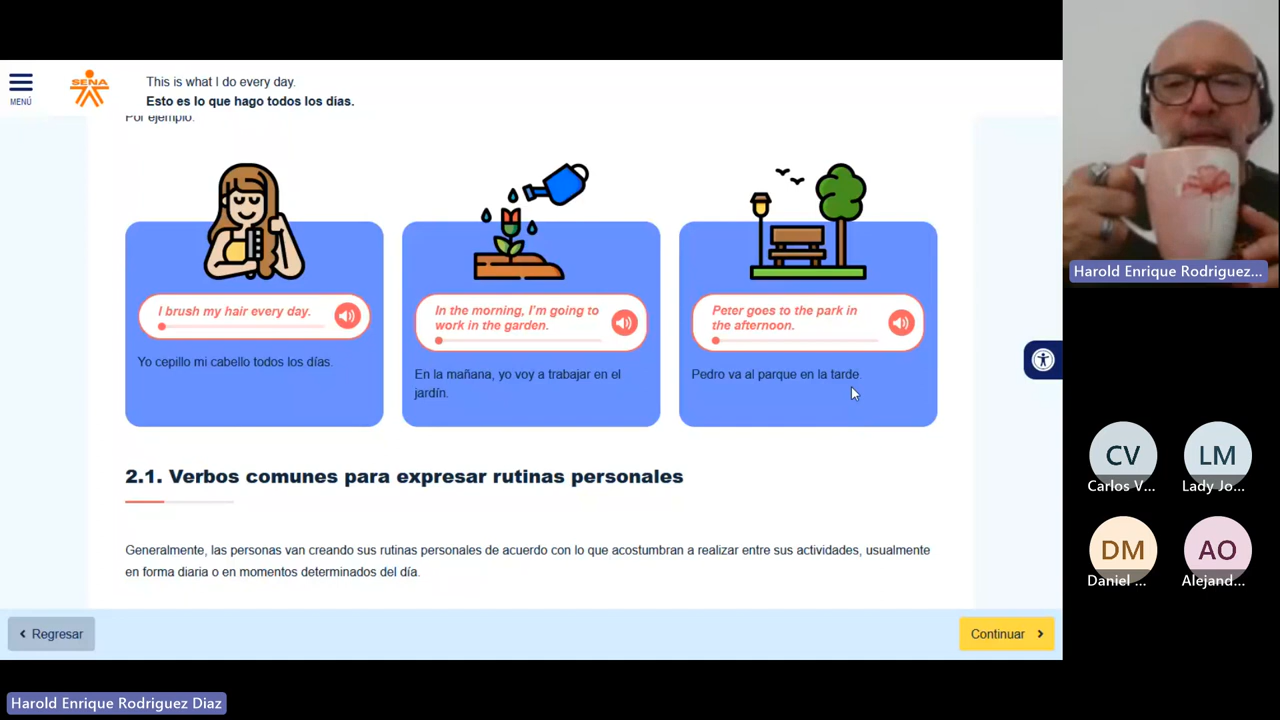 This is what I do every day.
MENÚ
SENA
Esto es lo que hago todos los días.
Por ejemplo:
I brush my hair every day.
Yo cepillo mi cabello todos los días.
In the morning, I'm going to
work in the garden.
En la mañana, yo voy a trabajar en el
jardín.
Peter goes to the park in
the afternoon.
Pedro va al parque en la tarde.
2.1. Verbos comunes para expresar rutinas personales
Generalmente, las personas van creando sus rutinas personales de acuerdo con lo que acostumbran a realizar entre sus actividades, usualmente
en forma diaria o en momentos determinados del día.
Regresar
Continuar
Harold Enrique Rodriguez Diaz
Harold Enrique Rodriguez...
CV
Carlos V...
LM
Lady Jo...
DM
Daniel ...
AO
Alejand...